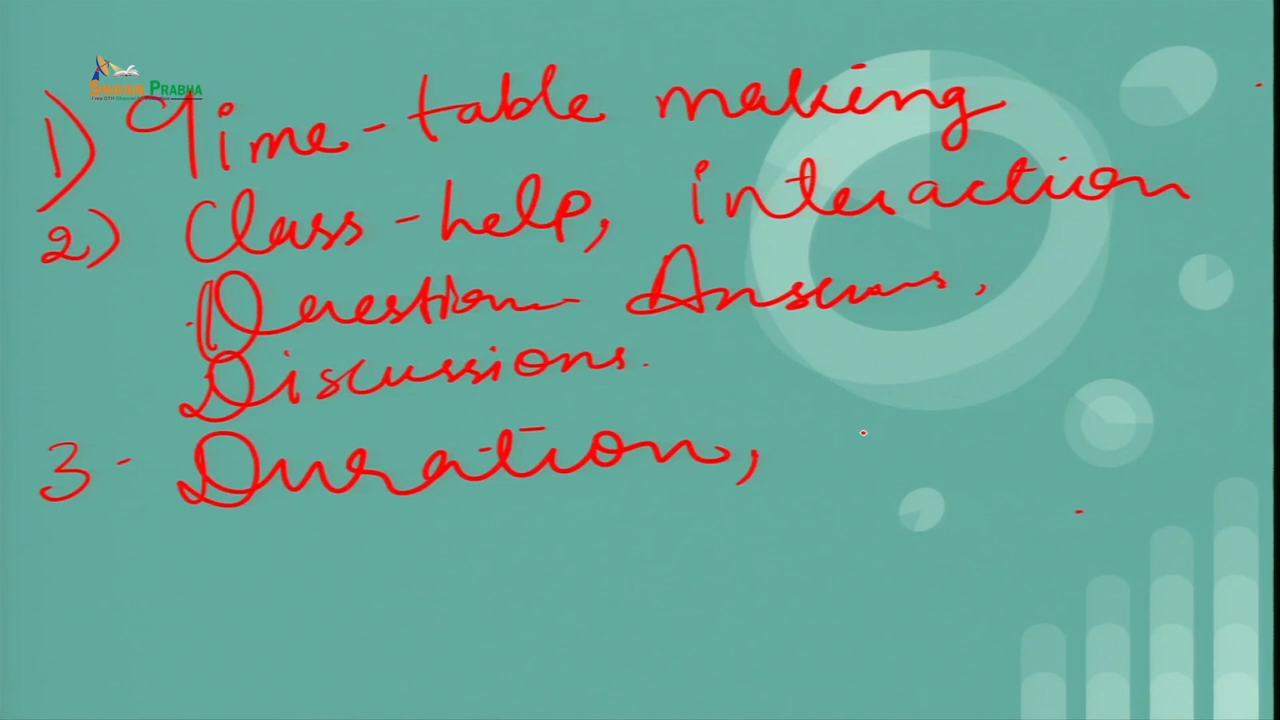 SWAYAM PRABHA
1) Time-table making
2) Class-help, interaction
Question Answers,
Discussions.
3- Duration,